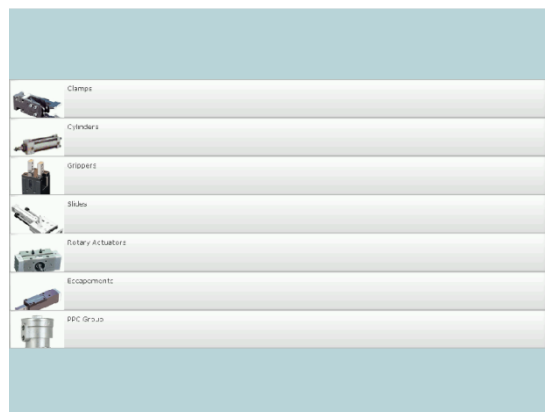 Clamps
Cylinders
Grippers
Slides
Rotary Actuators
Escapements
PPC Group